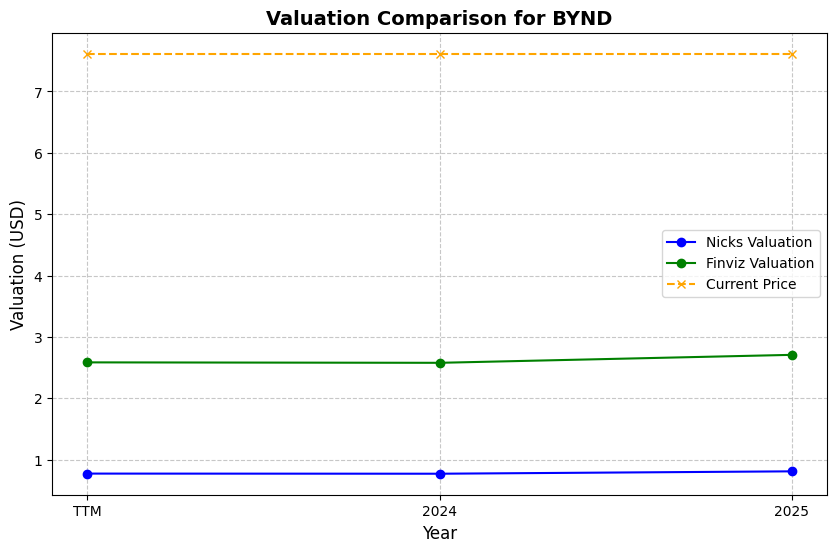 Valuation Comparison for BYND
Valuation (USD)
7
6
5
4
3
2
1
Nicks Valuation
Finviz Valuation
Current Price
TTM
2024
2025
Year